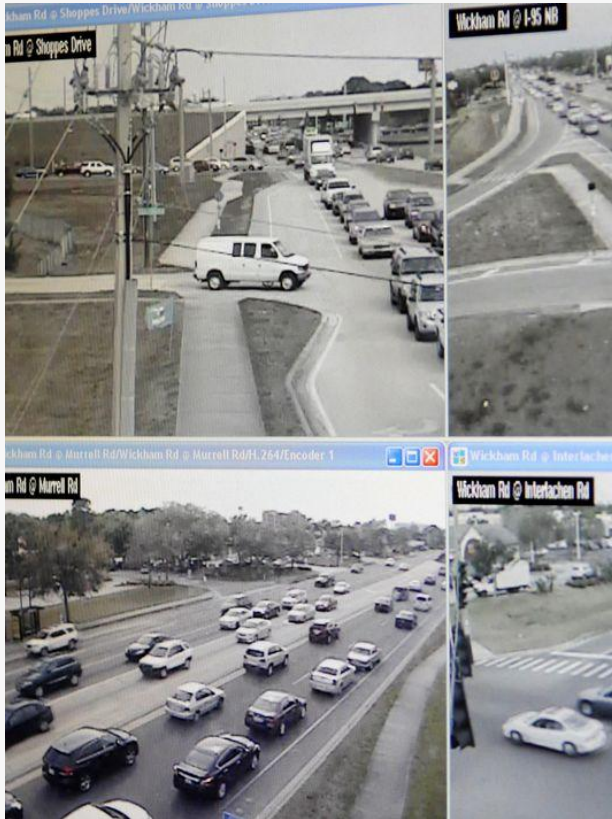 ckham Rd @ Shoppes Drive/Wickham Rd @ Shoppes
m Rd @ Shoppes Drive
Wickham Rd @ I-95 NB
ckham Rd @ Murrell Rd/Wickham Rd @ Murrell Rd/H.264/Encoder 1
m Rd @ Murrell Rd
Wickham Rd @ Interlachen
Wickham Rd @ Interlachen Rd